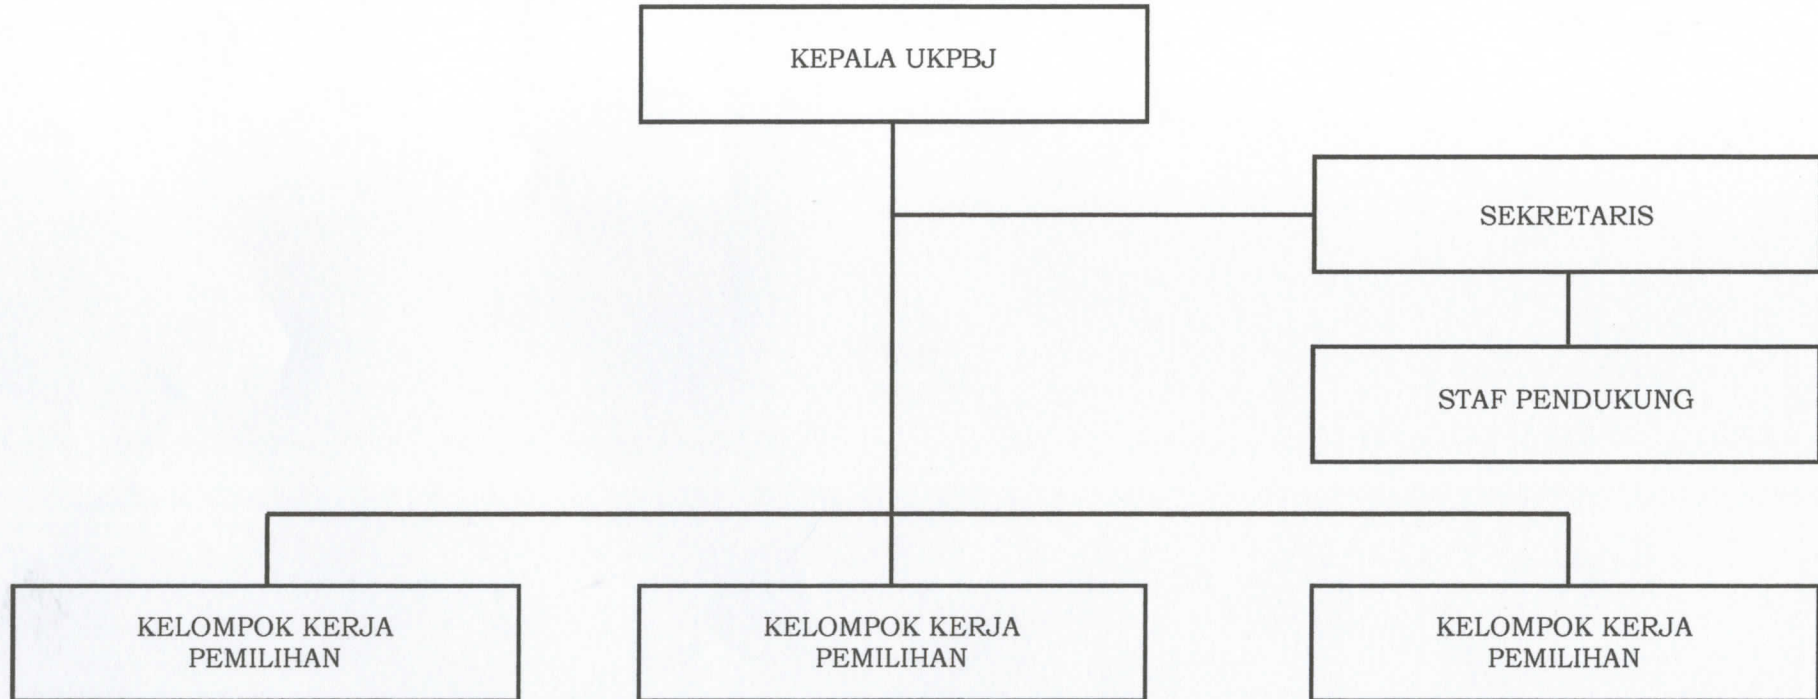 KEPALA UKPBJ
SEKRETARIS
STAF PENDUKUNG
KELOMPOK KERJA
PEMILIHAN
KELOMPOK KERJA
PEMILIHAN
KELOMPOK KERJA
PEMILIHAN